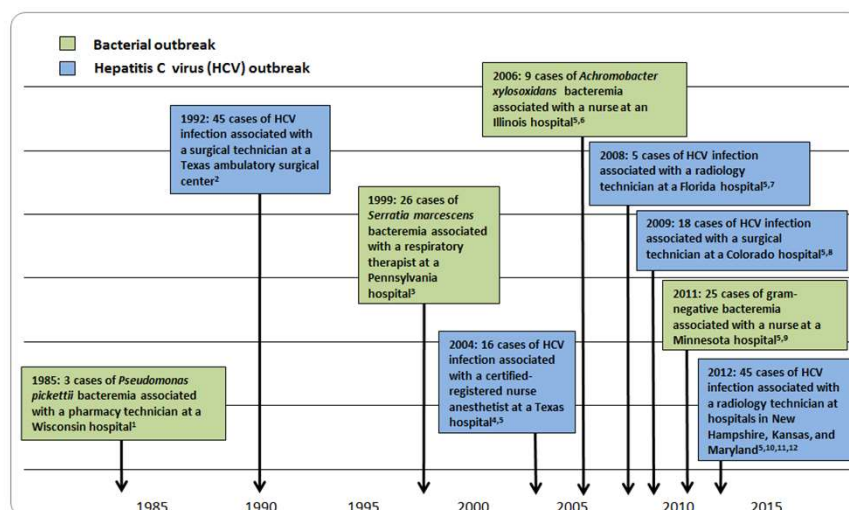 Bacterial outbreak
Hepatitis C virus (HCV) outbreak
2006: 9 cases of Achromobacter
xylosoxidans bacteremia
associated with a nurse at an
Illinois hospital5,6
1992: 45 cases of HCV
infection associated with
a surgical technician at a
Texas ambulatory surgical
center2
2008: 5 cases of HCV infection
associated with a radiology
technician at a Florida hospital5,7
1999: 26 cases of
Serratia marcescens
bacteremia associated
with a respiratory
therapist at a
Pennsylvania
hospital3
2009: 18 cases of HCV infection
associated with a surgical
technician at a Colorado hospital5,8
2011: 25 cases of gram-
negative bacteremia
associated with a nurse at a
Minnesota hospital5,9
2004: 16 cases of HCV
infection associated
with a certified-
registered nurse
anesthetist at a Texas
hospital4,5
1985: 3 cases of Pseudomonas
pickettii bacteremia associated
with a pharmacy technician at a
Wisconsin hospital1
2012: 45 cases of HCV
infection associated with
a radiology technician at
hospitals in New
Hampshire, Kansas, and
Maryland5,10,11,12
1985 1990 1995 2000 2005 2010 2015